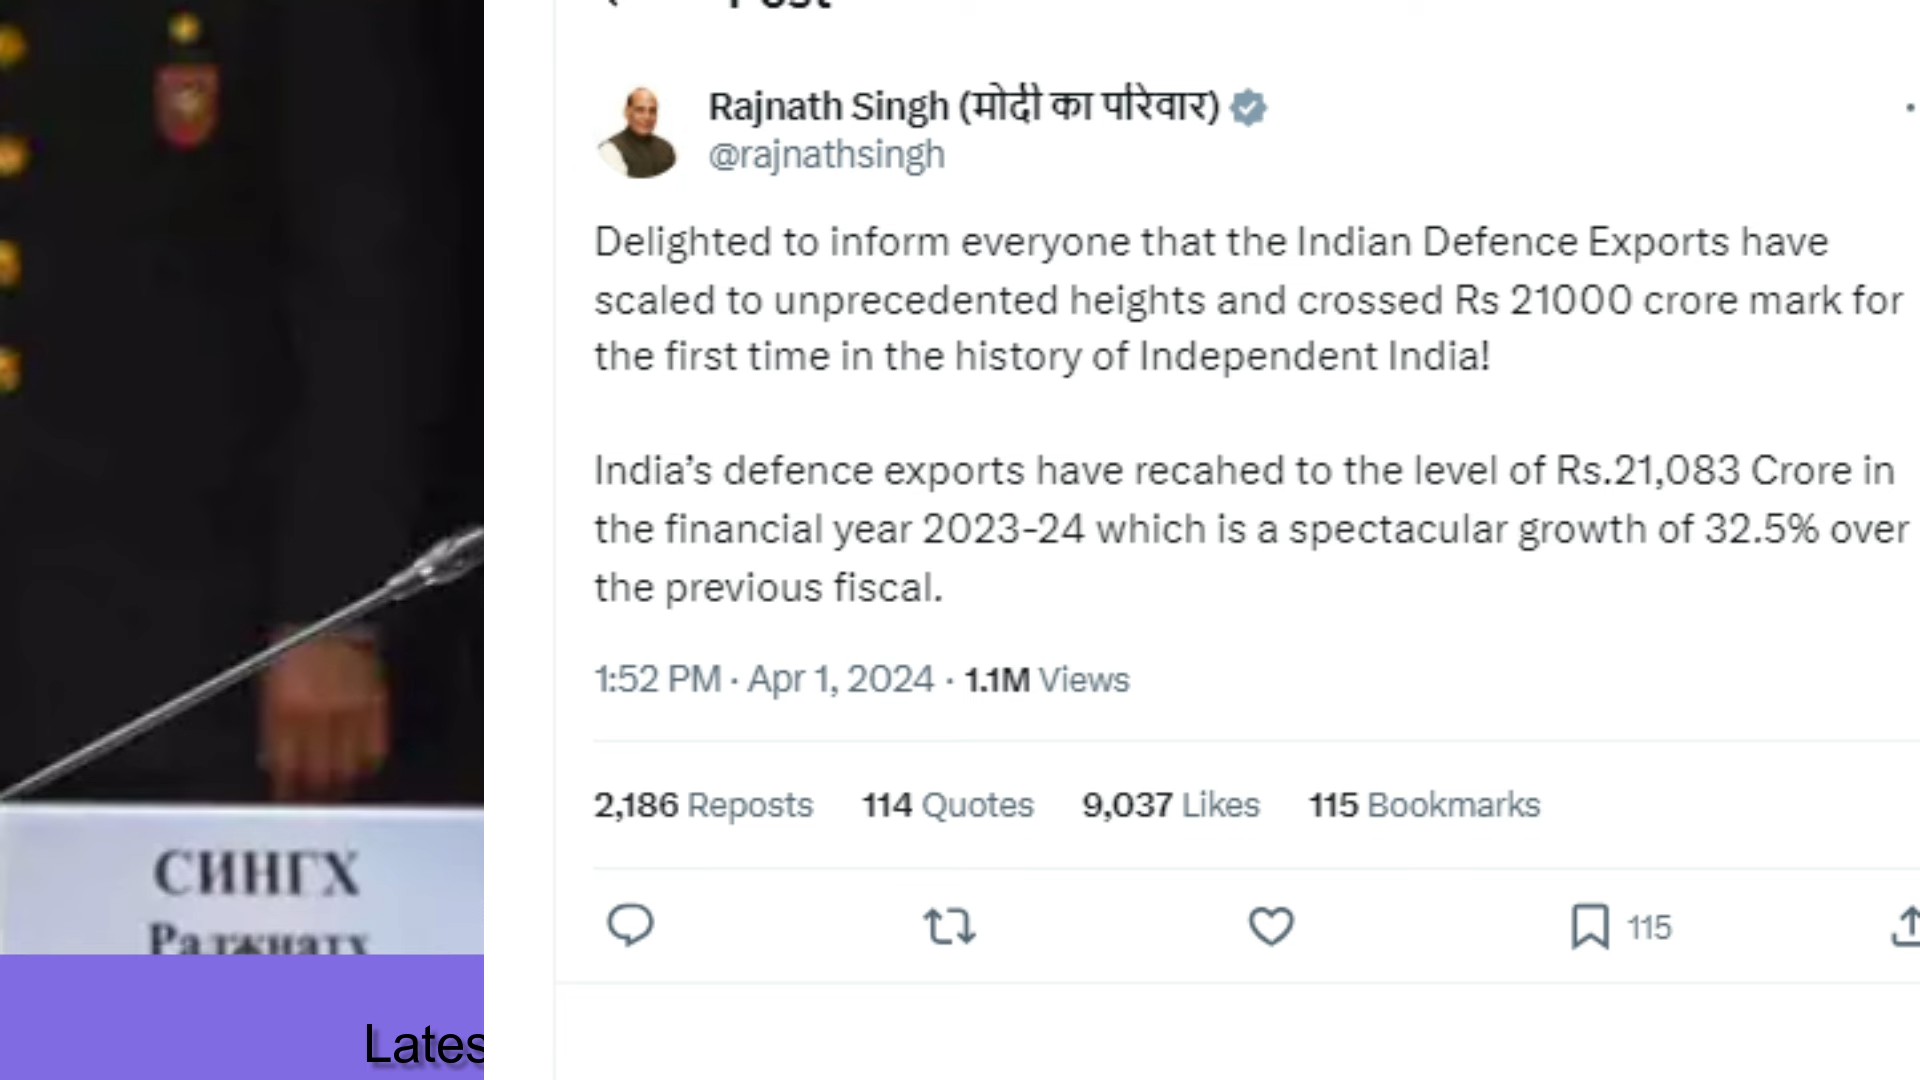 Post
Rajnath Singh (मोदी का परिवार)
@rajnathsingh
Delighted to inform everyone that the Indian Defence Exports have
scaled to unprecedented heights and crossed Rs 21000 crore mark for
the first time in the history of Independent India!
India’s defence exports have recahed to the level of Rs.21,083 Crore in
the financial year 2023-24 which is a spectacular growth of 32.5% over
the previous fiscal.
1:52 PM · Apr 1, 2024 · 1.1M Views
2,186 Reposts 114 Quotes 9,037 Likes 115 Bookmarks
115
СИНГХ
Раджнатх
Lates